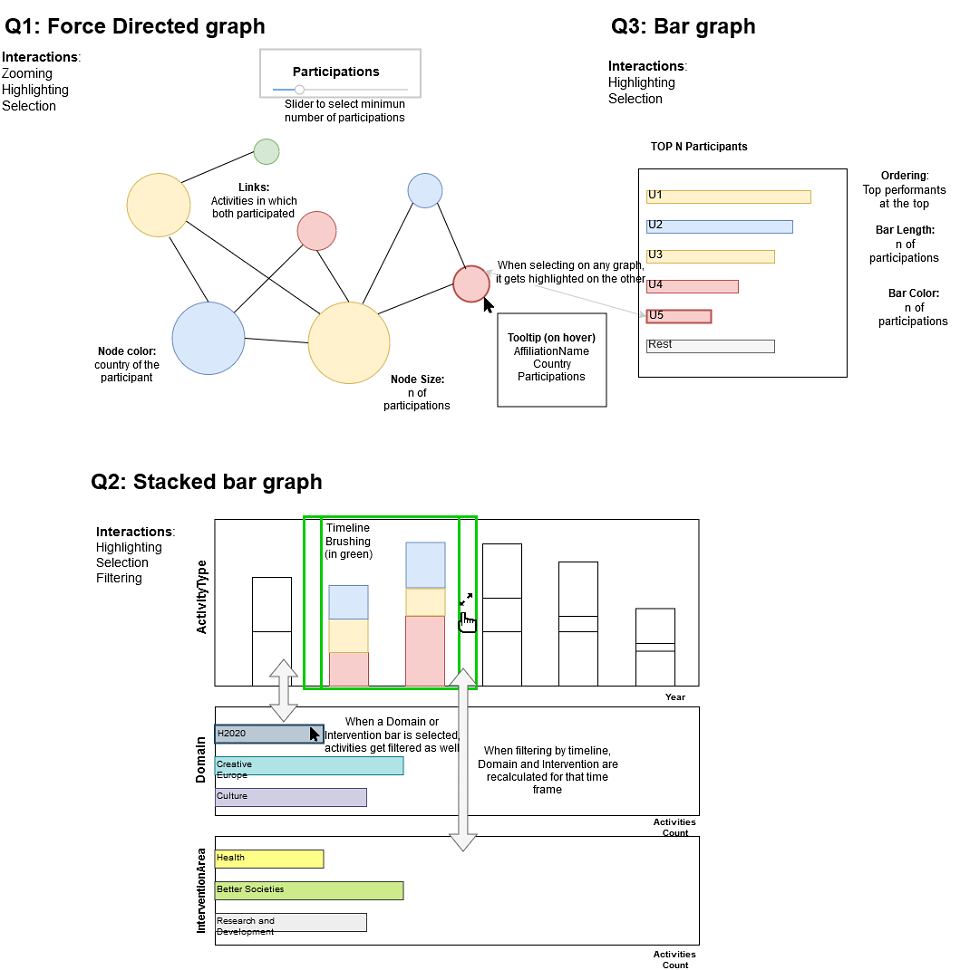 Q1: Force Directed graph
Interactions:
Zooming
Highlighting
Selection
Participations
Slider to select minimun
number of participations
Links:
Activities in which
both participated
Node color:
country of the
participant
Node Size:
n of
participations
When selecting on any graph,
it gets highlighted on the other
Tooltip (on hover)
AffiliationName
Country
Participations
Q3: Bar graph
Interactions:
Highlighting
Selection
TOP N Participants
U1
U2
U3
U4
U5
Rest
Ordering:
Top performants
at the top
Bar Length:
n of
participations
Bar Color:
n of
participations
Q2: Stacked bar graph
Interactions:
Highlighting
Selection
Filtering
ActivityType
Timeline
Brushing
(in green)
Year
Domain
H2020
Creative
Europe
Culture
When a Domain or
Intervention bar is selected,
activities get filtered as well
When filtering by timeline,
Domain and Intervention are
recalculated for that time
frame
Activities
Count
InterventionArea
Health
Better Societies
Research and
Development
Activities
Count